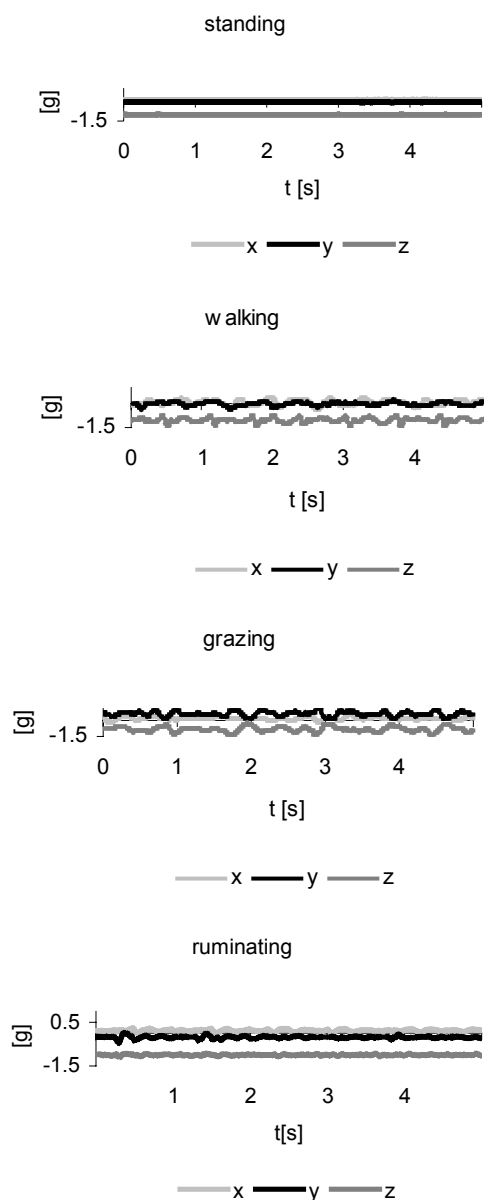 standing
[g]
-1.5
0 1 2 3 4
t [s]
x y z
w alking
[g]
-1.5
0 1 2 3 4
t [s]
x y z
grazing
[g]
-1.5
0 1 2 3 4
t [s]
x y z
ruminating
[g]
0.5
-1.5
1 2 3 4
t[s]
x y z